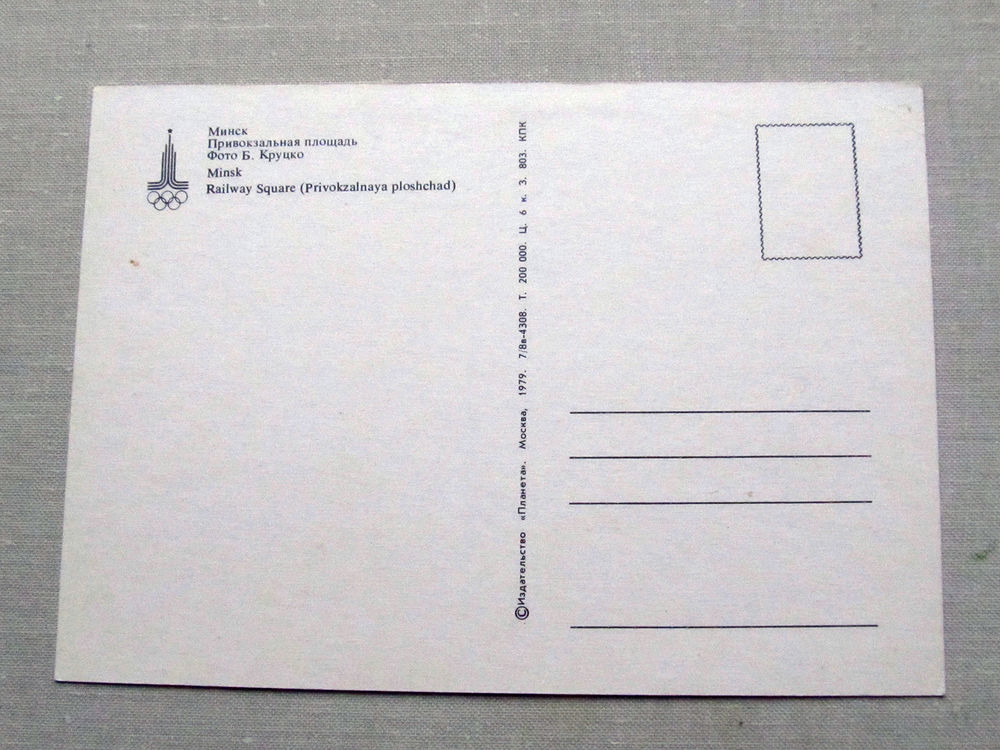 Минск
Привокзальная площадь
Фото Б. Круцко
Minsk
Railway Square (Privokzalnaya ploshchad)
©Издательство «Планета». Москва, 1979. 7/8в-4308. Т. 200 000. Ц. 6 к. З. 803. КПК